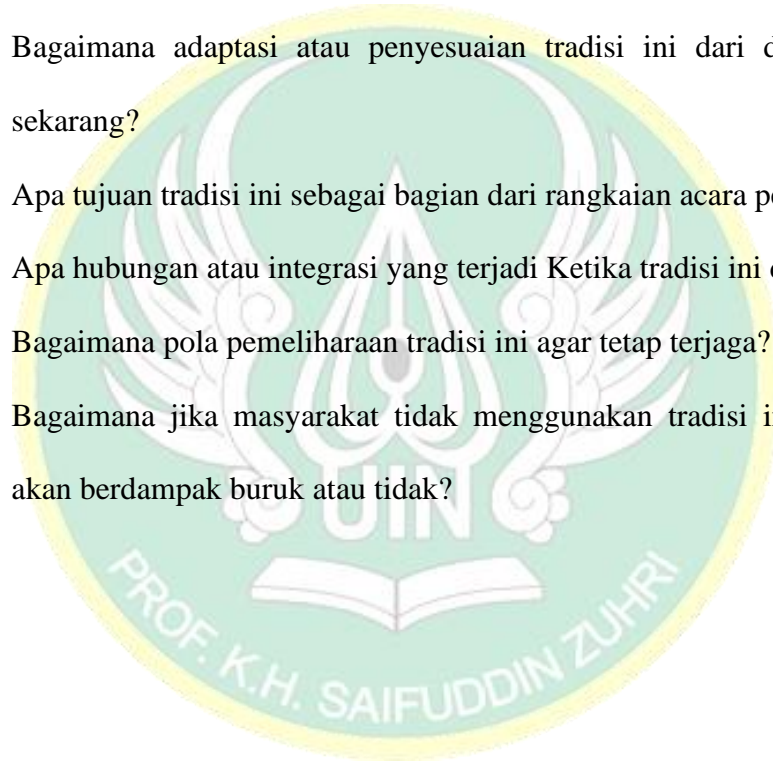 Bagaimana adaptasi atau penyesuaian tradisi ini dari
sekarang?
Apa tujuan tradisi ini sebagai bagian dari rangkaian acara
Apa hubungan atau integrasi yang terjadi Ketika tradisi ini
Bagaimana pola pemeliharaan tradisi ini agar tetap terjaga?
Bagaimana jika masyarakat tidak menggunakan tradisi
akan berdampak buruk atau tidak?
UIN
PROF. K.H. SAIFUDDIN ZUHRI